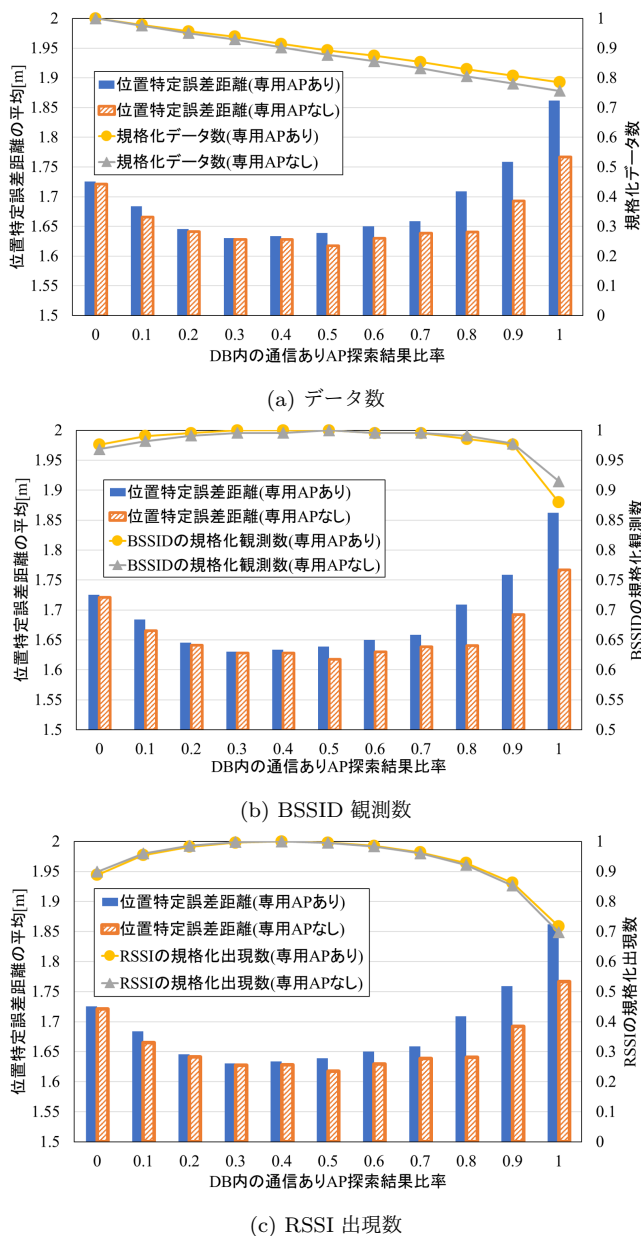 2 1
1.95 0.9
1.9 0.8
1.85 0.7
1.8 0.6
1.75 0.5
1.7 0.4
1.65 0.3
1.6 0.2
1.55 0.1
1.5 0
位置特定誤差距離の平均[m]
規格化データ数
位置特定誤差距離(専用APあり)
位置特定誤差距離(専用APなし)
規格化データ数(専用APあり)
規格化データ数(専用APなし)
0 0.1 0.2 0.3 0.4 0.5 0.6 0.7 0.8 0.9 1
DB内の通信ありAP探索結果比率
(a) データ数
2 1
1.95 0.95
1.9 0.9
1.85 0.85
1.8 0.8
1.75 0.75
1.7 0.7
1.65 0.65
1.6 0.6
1.55 0.55
1.5 0.5
位置特定誤差距離の平均[m]
BSSIDの規格化観測数
位置特定誤差距離(専用APあり)
位置特定誤差距離(専用APなし)
BSSIDの規格化観測数(専用APあり)
BSSIDの規格化観測数(専用APなし)
0 0.1 0.2 0.3 0.4 0.5 0.6 0.7 0.8 0.9 1
DB内の通信ありAP探索結果比率
(b) BSSID 観測数
2 1
1.95 0.9
1.9 0.8
1.85 0.7
1.8 0.6
1.75 0.5
1.7 0.4
1.65 0.3
1.6 0.2
1.55 0.1
1.5 0
位置特定誤差距離の平均[m]
RSSIの規格化出現数
位置特定誤差距離(専用APあり)
位置特定誤差距離(専用APなし)
RSSIの規格化出現数(専用APあり)
RSSIの規格化出現数(専用APなし)
0 0.1 0.2 0.3 0.4 0.5 0.6 0.7 0.8 0.9 1
DB内の通信ありAP探索結果比率
(c) RSSI 出現数